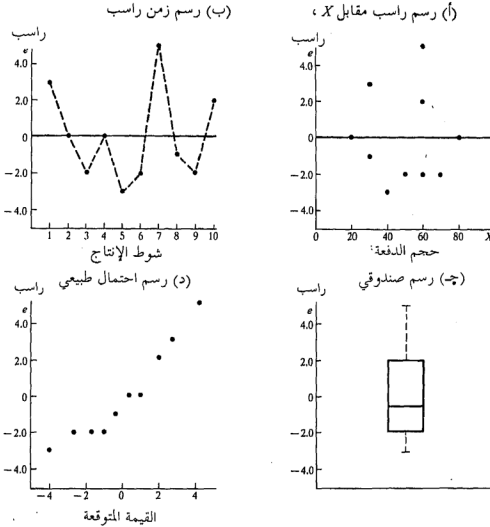 (أ) رسم راسب مقابل X ،
راسب
e
4.0
2.0
0
−2.0
−4.0
0 20 40 60 80 X
حجم الدفعة:
(ب) رسم زمن راسب
راسب
e
4.0
2.0
0
−2.0
−4.0
1 2 3 4 5 6 7 8 9 10
شوط الإنتاج
(جـ) رسم صندوقي
راسب
e
4.0
2.0
0
−2.0
−4.0
(د) رسم احتمال طبيعي
راسب
e
4.0
2.0
0
−2.0
−4.0
−4 −2 0 2 4
القيمة المتوقعة